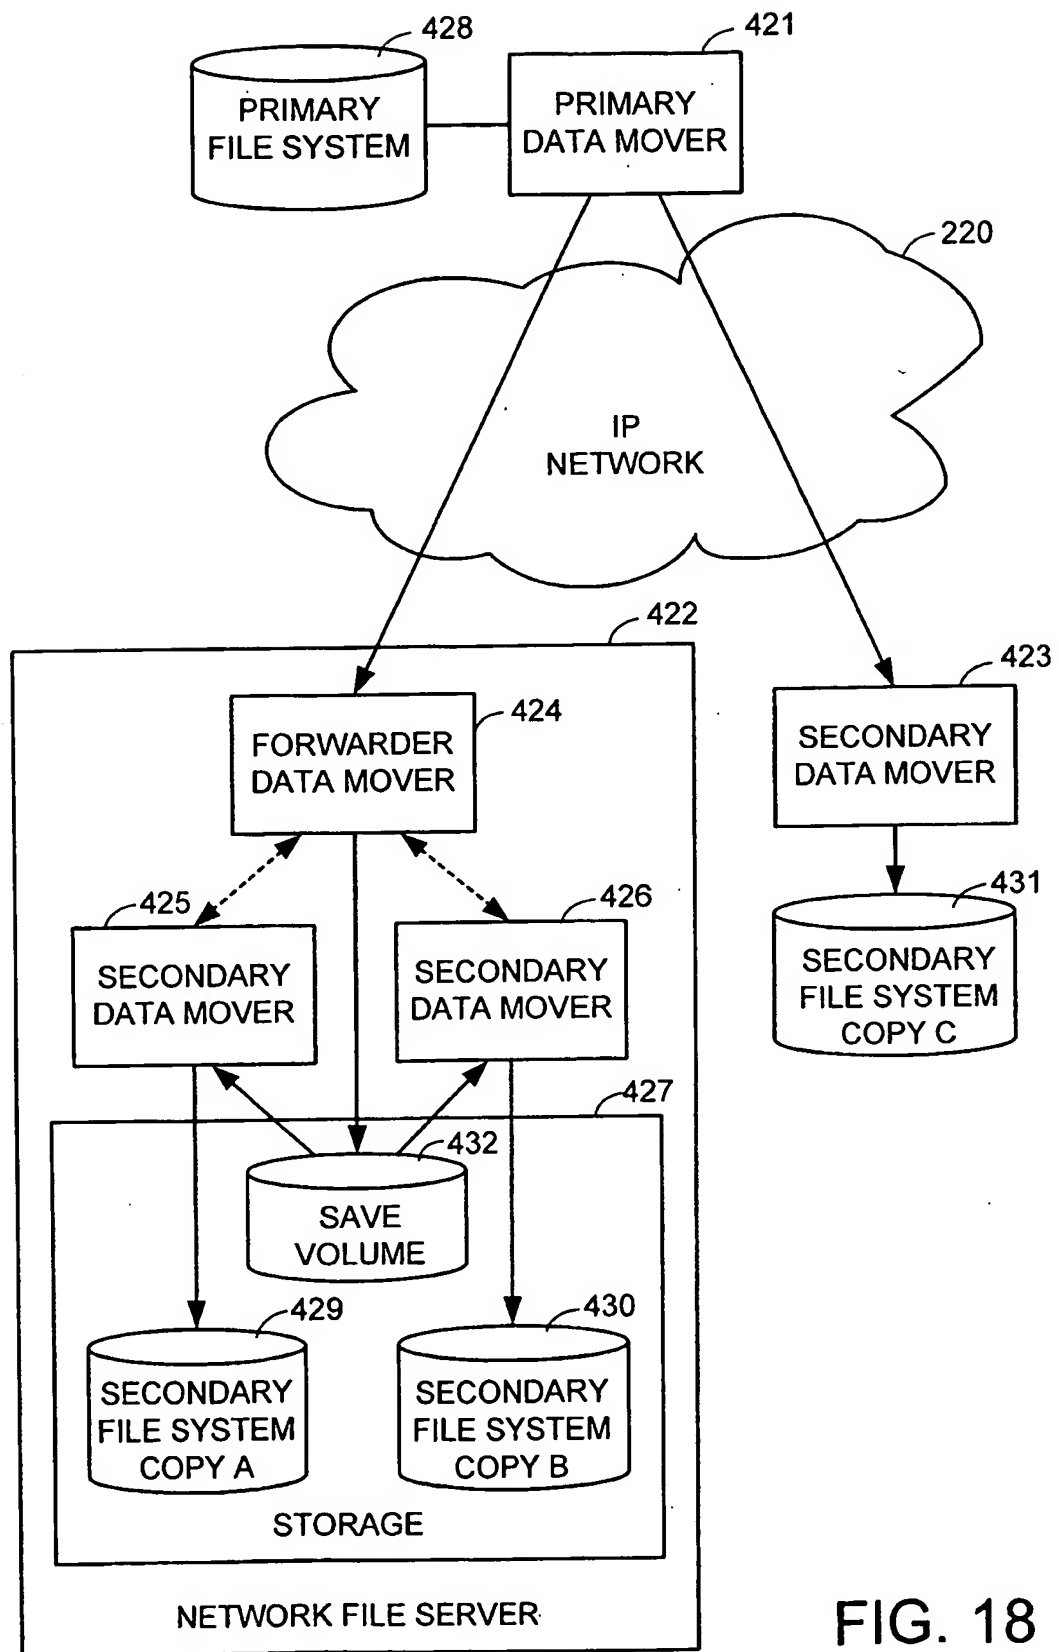 428
421
PRIMARY
FILE SYSTEM
PRIMARY
DATA MOVER
220
IP
NETWORK
422
423
424
FORWARDER
DATA MOVER
SECONDARY
DATA MOVER
425
426
431
SECONDARY
DATA MOVER
SECONDARY
DATA MOVER
SECONDARY
FILE SYSTEM
COPY C
427
432
SAVE
VOLUME
429
430
SECONDARY
FILE SYSTEM
COPY A
SECONDARY
FILE SYSTEM
COPY B
STORAGE
NETWORK FILE SERVER
FIG. 18